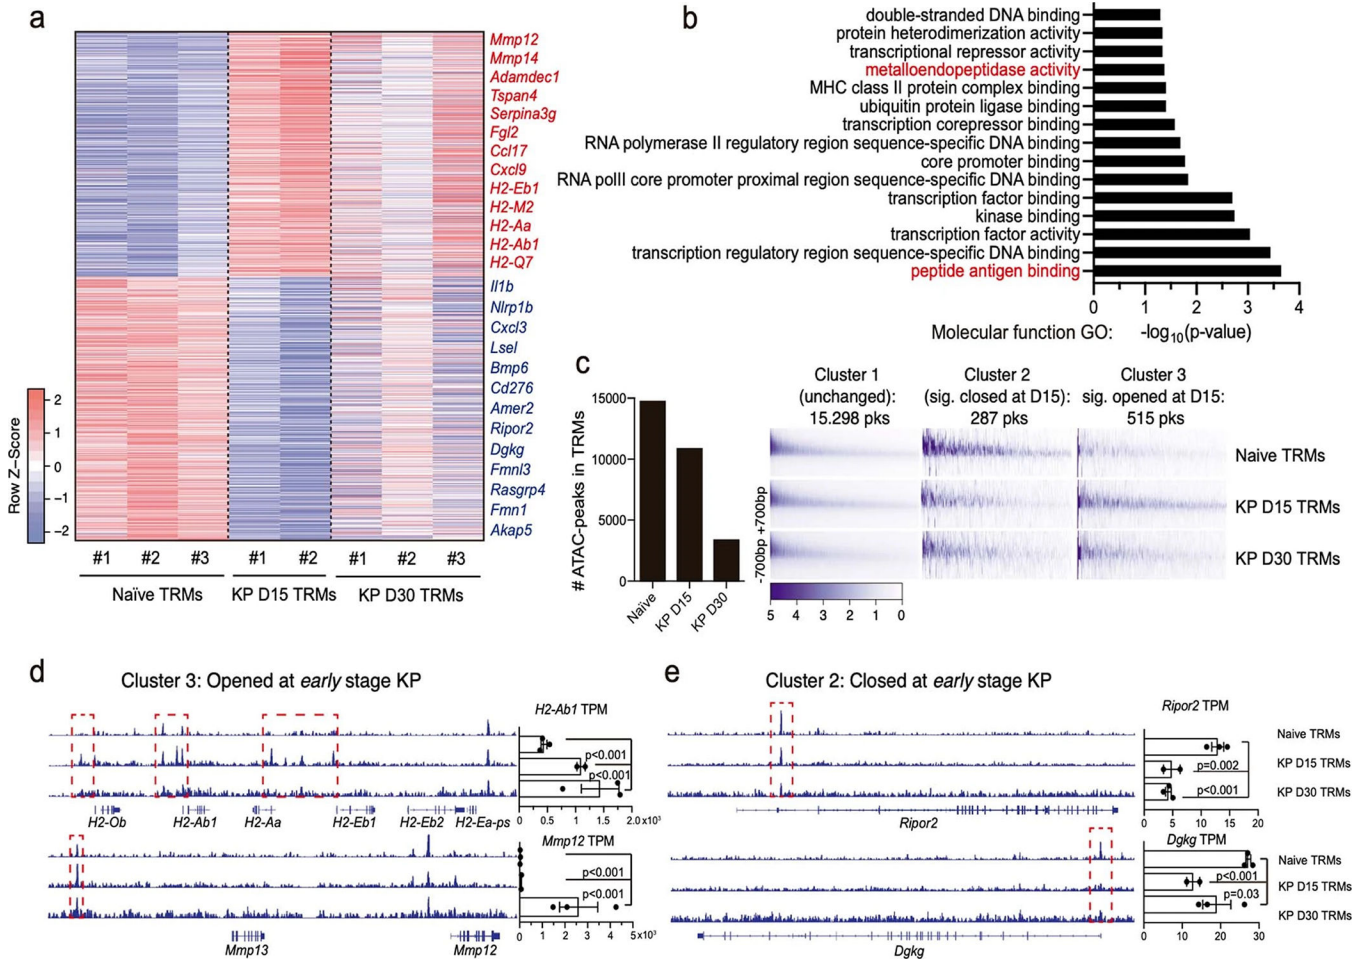 a
Mmp12
Mmp14
Adamdec1
Tspan4
Serpina3g
Fgl2
Ccl17
Cxcl9
H2-Eb1
H2-M2
H2-Aa
H2-Ab1
H2-Q7
Il1b
Nlrp1b
Cxcl3
Lsel
Bmp6
Cd276
Amer2
Ripor2
Dgkg
Fmnl3
Rasgrp4
Fmn1
Akap5
Row Z-Score
2
1
0
-1
-2
#1 #2 #3 #1 #2 #1 #2 #3
Naïve TRMs KP D15 TRMs KP D30 TRMs
b
double-stranded DNA binding
protein heterodimerization activity
transcriptional repressor activity
metalloendopeptidase activity
MHC class II protein complex binding
ubiquitin protein ligase binding
transcription corepressor binding
RNA polymerase II regulatory region sequence-specific DNA binding
core promoter binding
RNA polII core promoter proximal region sequence-specific DNA binding
transcription factor binding
kinase binding
transcription factor activity
transcription regulatory region sequence-specific DNA binding
peptide antigen binding
0 1 2 3 4
Molecular function GO: -log10(p-value)
c
# ATAC-peaks in TRMs
15000
10000
5000
0
Naïve
KP D15
KP D30
Cluster 1
(unchanged):
15.298 pks
Cluster 2
(sig. closed at D15):
287 pks
Cluster 3
sig. opened at D15:
515 pks
Naive TRMs
KP D15 TRMs
KP D30 TRMs
-700bp +700bp
5 4 3 2 1 0
d
Cluster 3: Opened at early stage KP
H2-Ab1 TPM
p<0.001
p<0.001
0 0.5 1 1.5 2.0x10³
H2-Ob H2-Ab1 H2-Aa H2-Eb1 H2-Eb2 H2-Ea-ps
Mmp12 TPM
p<0.001
p<0.001
0 1 2 3 4 5x10³
Mmp13 Mmp12
e
Cluster 2: Closed at early stage KP
Ripor2 TPM
Naive TRMs
KP D15 TRMs
KP D30 TRMs
p=0.002
p<0.001
0 5 10 15 20
Ripor2
Dgkg TPM
Naive TRMs
KP D15 TRMs
KP D30 TRMs
p<0.001
p=0.03
0 10 20 30
Dgkg